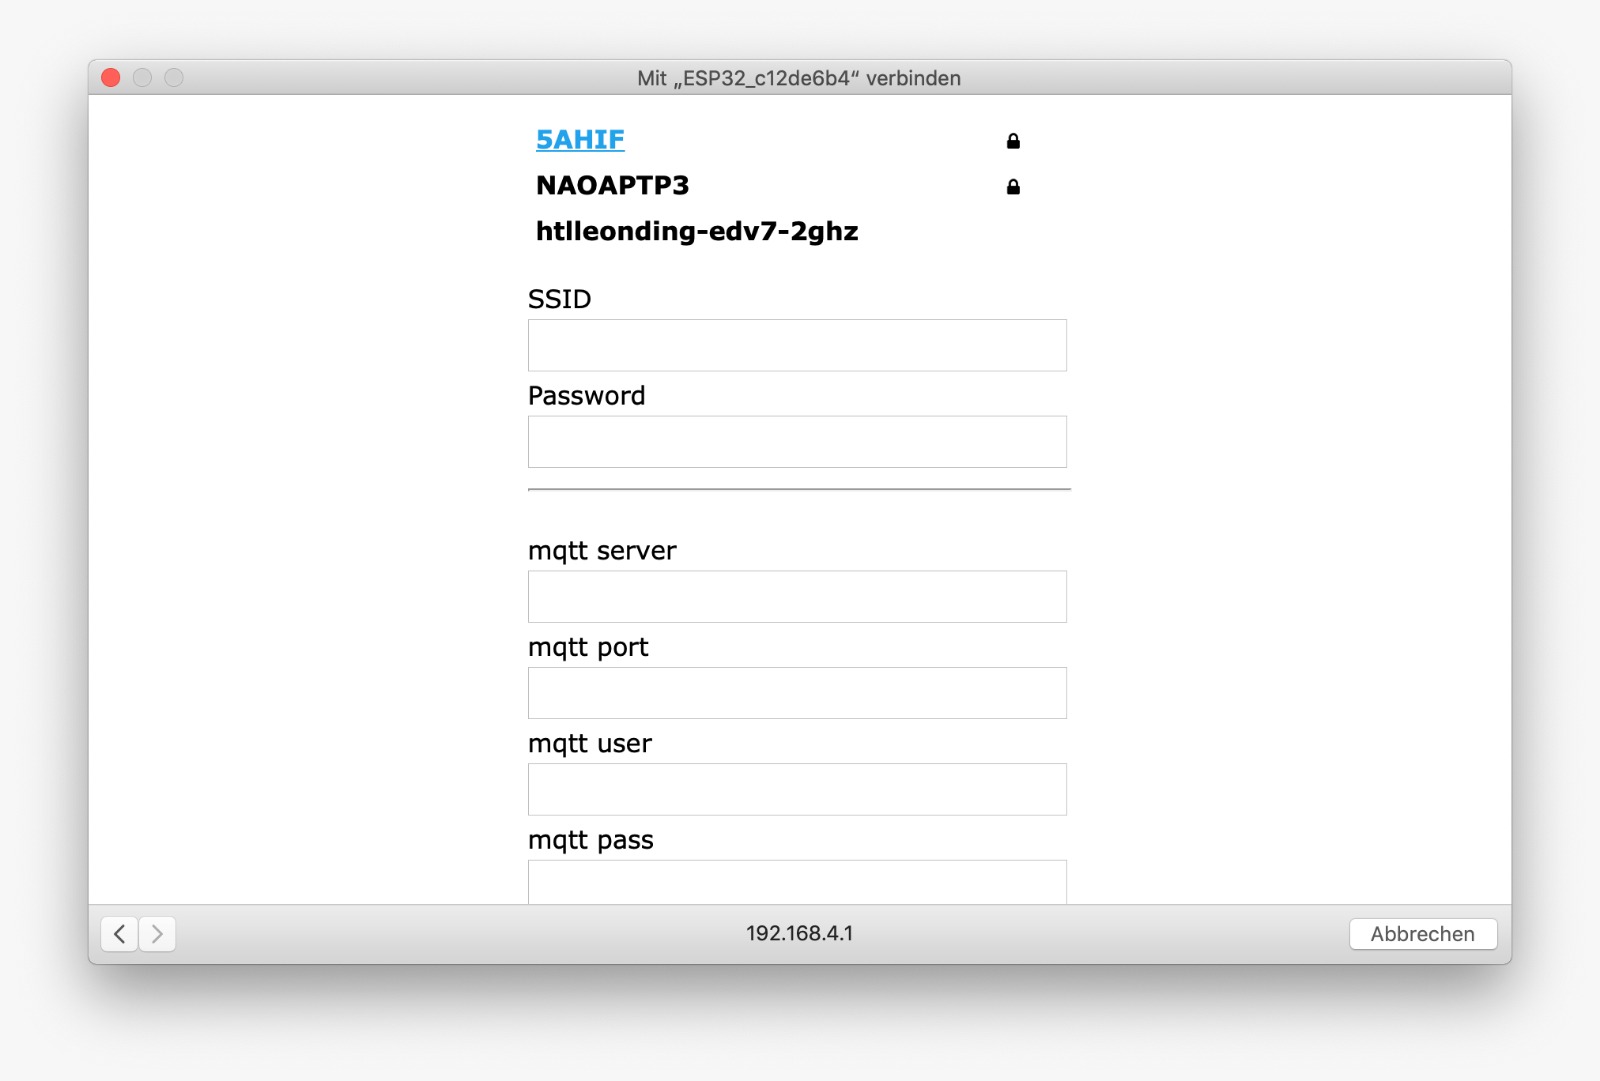 Mit „ESP32_c12de6b4“ verbinden
5AHIF
NAOAPTP3
htlleonding-edv7-2ghz
SSID
Password
mqtt server
mqtt port
mqtt user
mqtt pass
192.168.4.1
Abbrechen